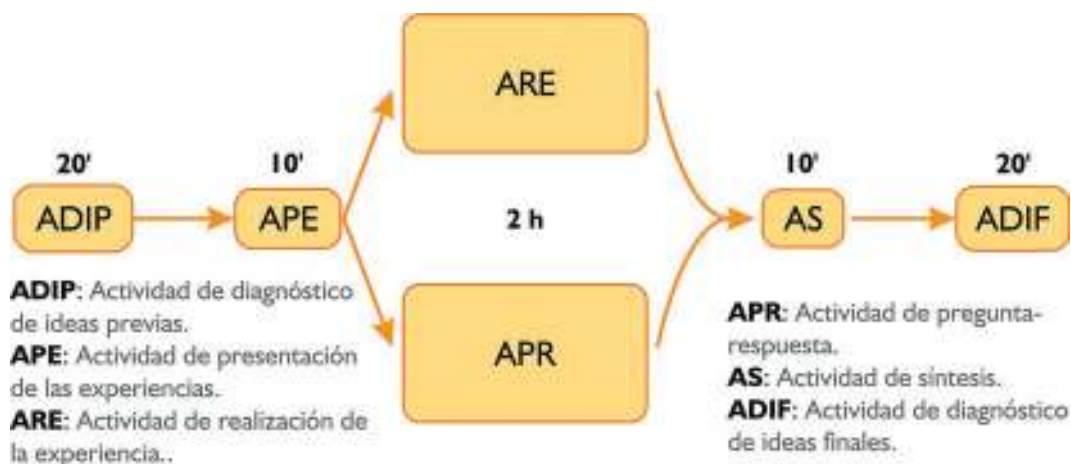 ARE
20'
10'
10'
20'
ADIP
APE
2 h
AS
ADIF
APR
ADIP: Actividad de diagnóstico
de ideas previas.
APE: Actividad de presentación
de las experiencias.
ARE: Actividad de realización de
la experiencia..
APR: Actividad de pregunta-
respuesta.
AS: Actividad de síntesis.
ADIF: Actividad de diagnóstico
de ideas finales.